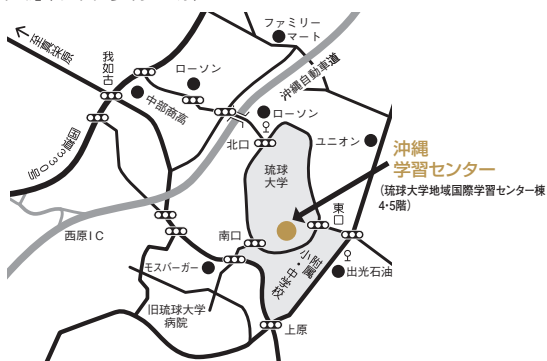 ファミリー
マート
至真栄原
我如古
ローソン
沖縄自動車道
中部商高
国道330号
ローソン
北口
ユニオン
沖縄
学習センター
(琉球大学地域国際学習センター棟
4・5階)
琉球
大学
東口
西原IC
南口
附属
小・中学校
モスバーガー
出光石油
旧琉球大学
病院
上原